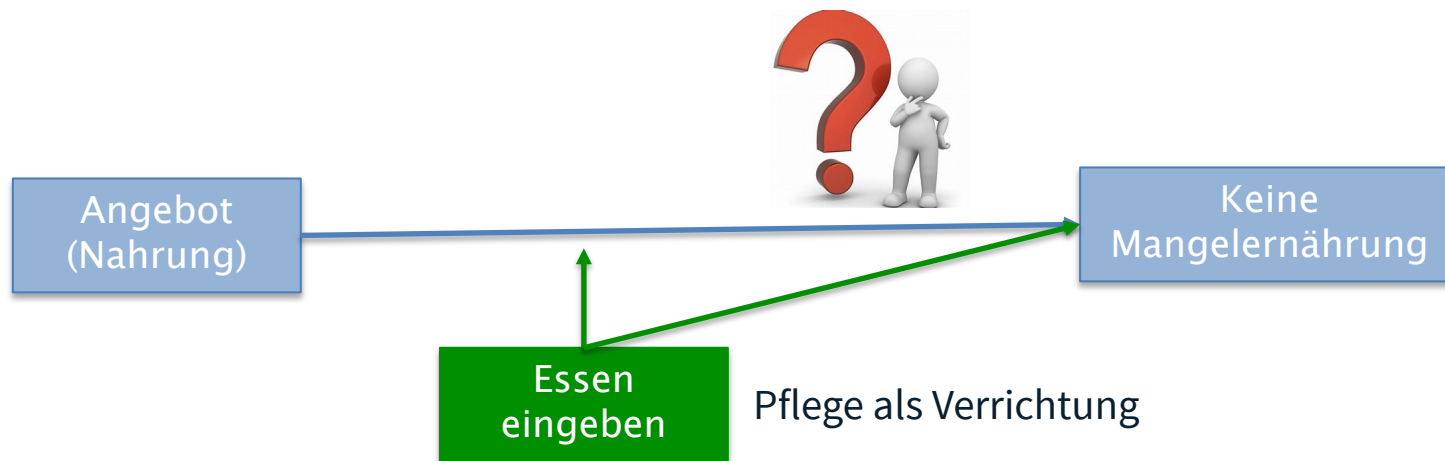 Angebot
(Nahrung)
Keine
Mangelernährung
Essen
eingeben
Pflege als Verrichtung